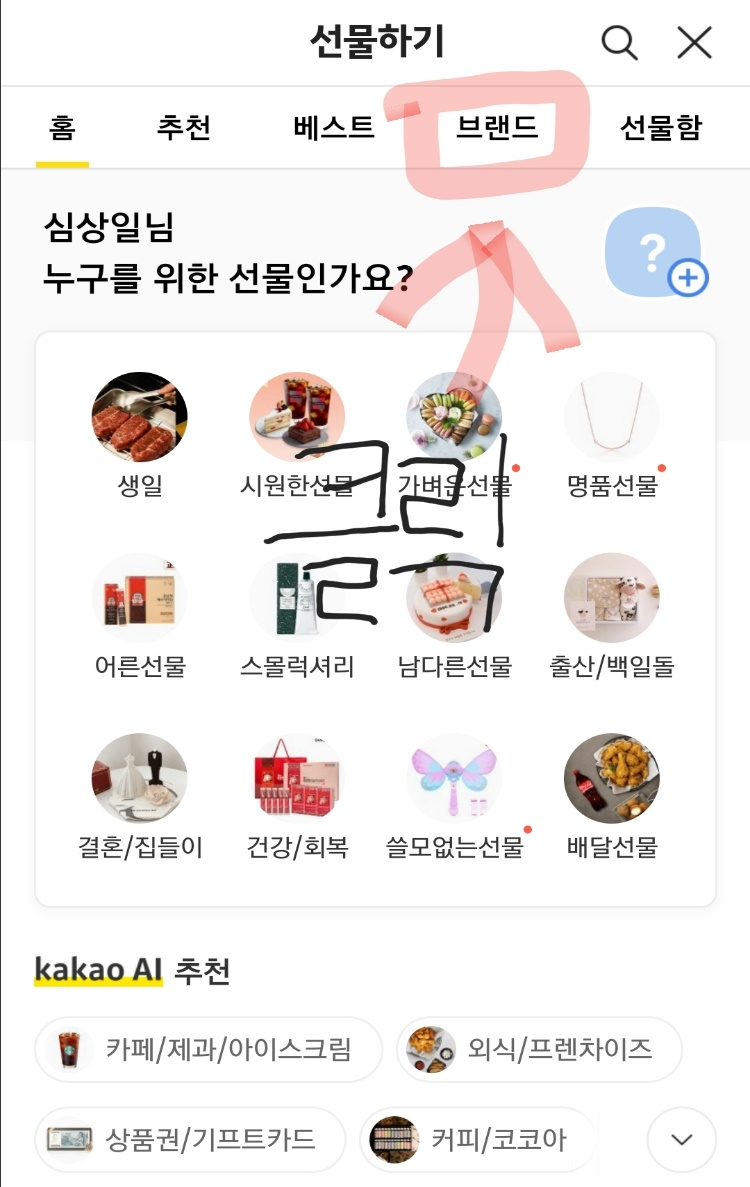 선물하기
홈 추천 베스트 브랜드 선물함
심상일님
누구를 위한 선물인가요?
?
클릭
생일 시원한선물 가벼운선물 명품선물
어른선물 스몰럭셔리 남다른선물 출산/백일돌
결혼/집들이 건강/회복 쓸모없는선물 배달선물
kakao AI 추천
카페/제과/아이스크림 외식/프렌차이즈
상품권/기프트카드 커피/코코아